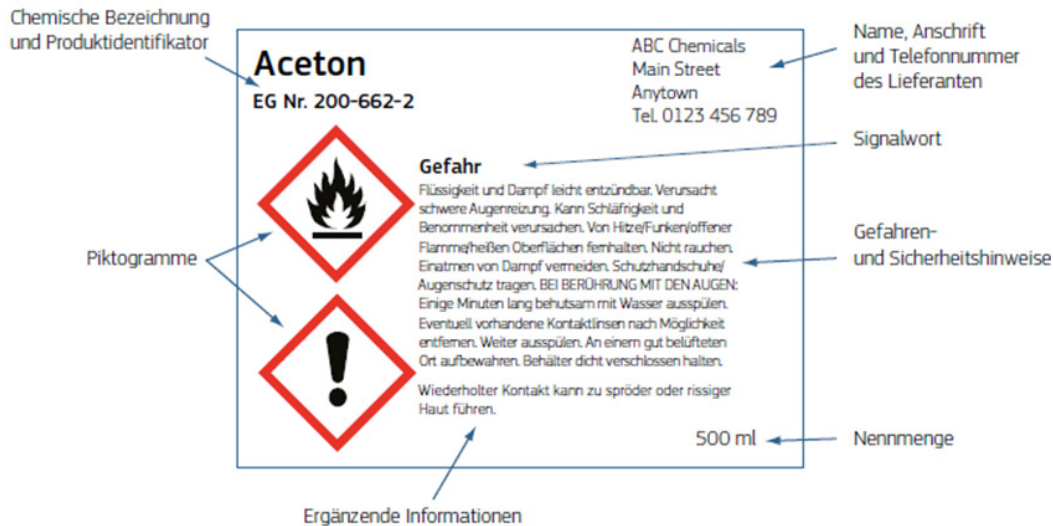 Chemische Bezeichnung
und Produktidentifikator
Aceton
EG Nr. 200-662-2
ABC Chemicals
Main Street
Anytown
Tel. 0123 456 789
Name, Anschrift
und Telefonnummer
des Lieferanten
Signalwort
Gefahr
Flüssigkeit und Dampf leicht entzündbar. Verursacht
schwere Augenreizung. Kann Schläfrigkeit und
Benommenheit verursachen. Von Hitze/Funken/offener
Flamme/heißen Oberflächen fernhalten. Nicht rauchen.
Einatmen von Dampf vermeiden. Schutzhandschuhe/
Augenschutz tragen. BEI BERÜHRUNG MIT DEN AUGEN:
Einige Minuten lang behutsam mit Wasser ausspülen.
Eventuell vorhandene Kontaktlinsen nach Möglichkeit
entfernen. Weiter ausspülen. An einem gut belüfteten
Ort aufbewahren. Behälter dicht verschlossen halten.
Wiederholter Kontakt kann zu spröder oder rissiger
Haut führen.
Piktogramme
Gefahren-
und Sicherheitshinweise
500 ml
Nennmenge
Ergänzende Informationen